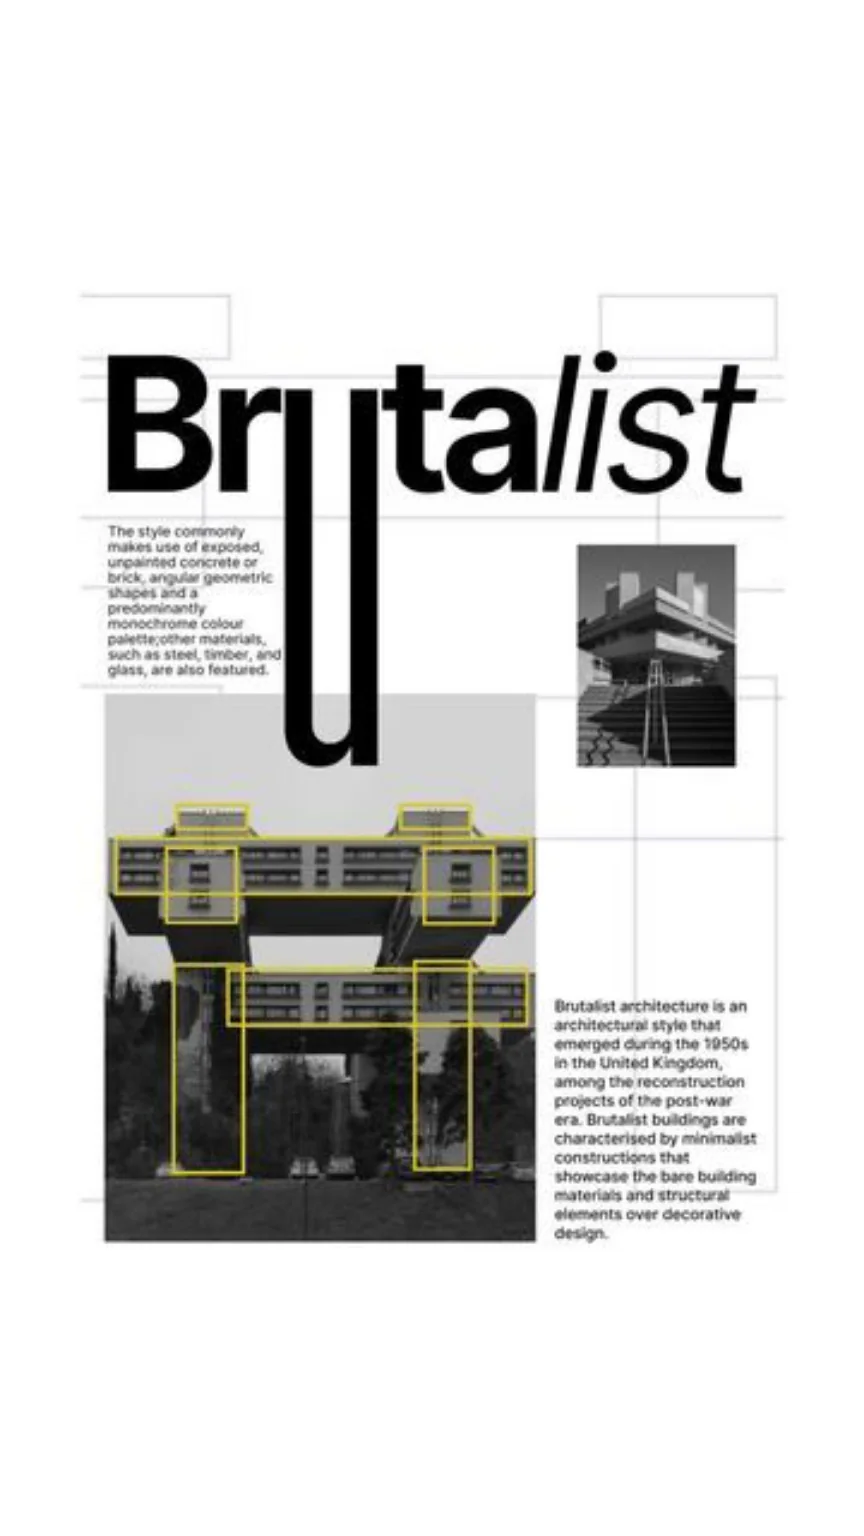 Brutalist
The style commonly
makes use of exposed,
unpainted concrete or
brick, angular geometric
shapes and a
predominantly
monochrome colour
palette;other materials,
such as steel, timber, and
glass, are also featured.
Brutalist architecture is an
architectural style that
emerged during the 1950s
in the United Kingdom,
among the reconstruction
projects of the post-war
era. Brutalist buildings are
characterised by minimalist
constructions that
showcase the bare building
materials and structural
elements over decorative
design.